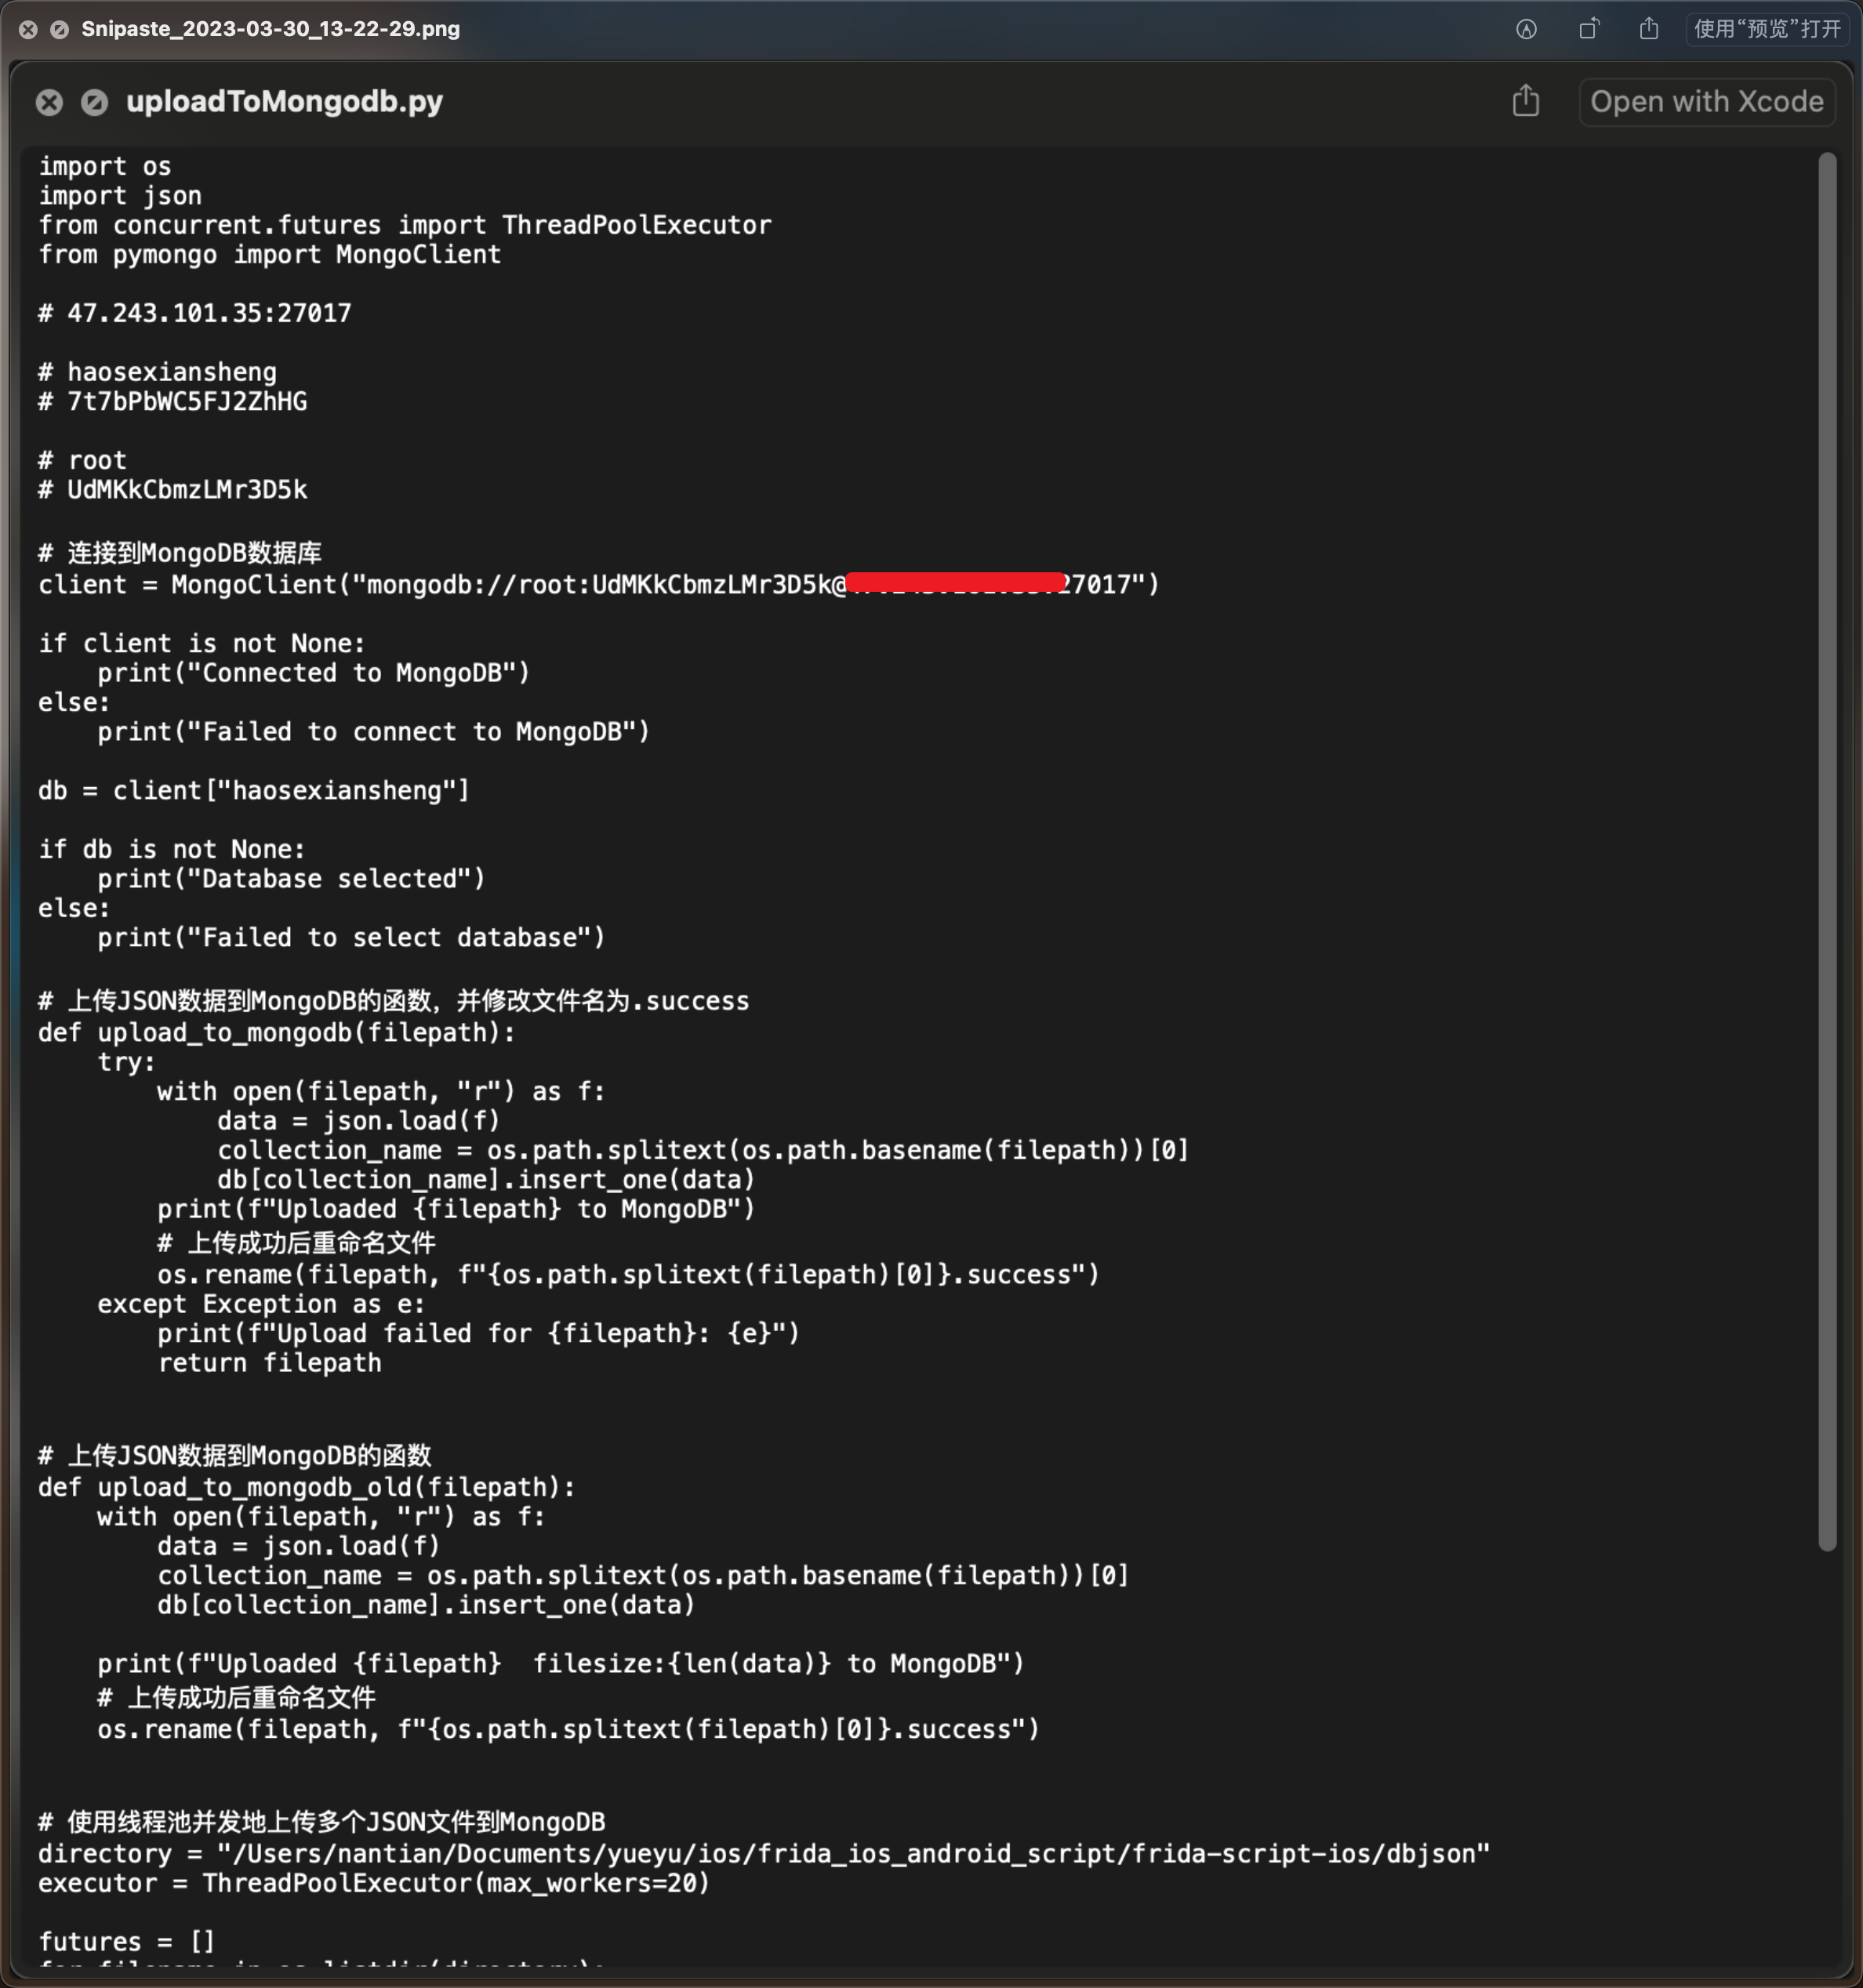 Snipaste_2023-03-30_13-22-29.png
使用“预览”打开
uploadToMongodb.py
Open with Xcode
import os
import json
from concurrent.futures import ThreadPoolExecutor
from pymongo import MongoClient
# 47.243.101.35:27017
# haosexiansheng
# 7t7bPbWC5FJ2ZhHG
# root
# UdMKkCbmzLMr3D5k
# 连接到MongoDB数据库
client = MongoClient("mongodb://root:UdMKkCbmzLMr3D5k@27017")
if client is not None:
    print("Connected to MongoDB")
else:
    print("Failed to connect to MongoDB")
db = client["haosexiansheng"]
if db is not None:
    print("Database selected")
else:
    print("Failed to select database")
# 上传JSON数据到MongoDB的函数，并修改文件名为.success
def upload_to_mongodb(filepath):
    try:
        with open(filepath, "r") as f:
            data = json.load(f)
            collection_name = os.path.splitext(os.path.basename(filepath))[0]
            db[collection_name].insert_one(data)
        print(f"Uploaded {filepath} to MongoDB")
        # 上传成功后重命名文件
        os.rename(filepath, f"{os.path.splitext(filepath)[0]}.success")
    except Exception as e:
        print(f"Upload failed for {filepath}: {e}")
        return filepath
# 上传JSON数据到MongoDB的函数
def upload_to_mongodb_old(filepath):
    with open(filepath, "r") as f:
        data = json.load(f)
        collection_name = os.path.splitext(os.path.basename(filepath))[0]
        db[collection_name].insert_one(data)
    print(f"Uploaded {filepath}  filesize:{len(data)} to MongoDB")
    # 上传成功后重命名文件
    os.rename(filepath, f"{os.path.splitext(filepath)[0]}.success")
# 使用线程池并发地上传多个JSON文件到MongoDB
directory = "/Users/nantian/Documents/yueyu/ios/frida_ios_android_script/frida-script-ios/dbjson"
executor = ThreadPoolExecutor(max_workers=20)
futures = []